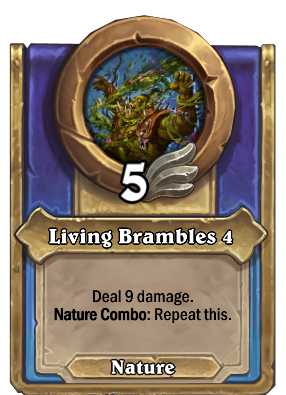 5
Living Brambles 4
Deal 9 damage.
Nature Combo: Repeat this.
Nature